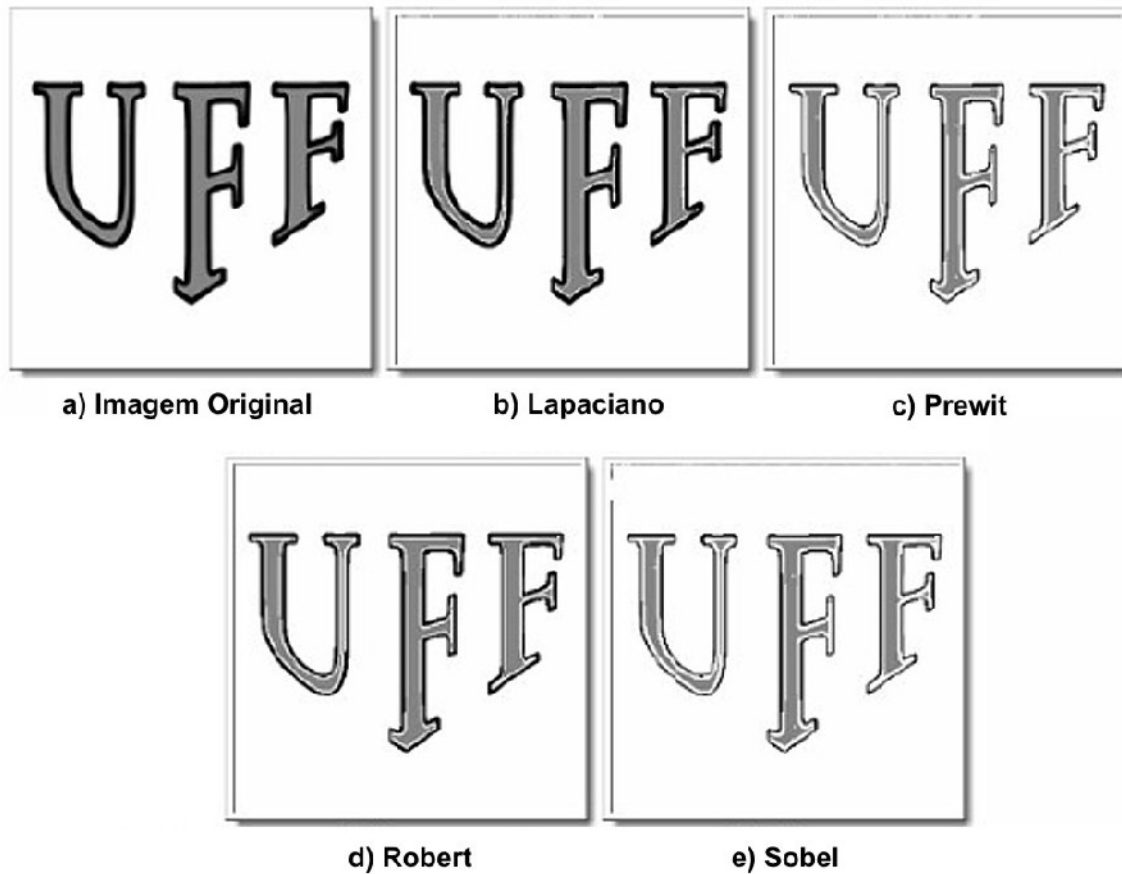 UFF UFF UFF
a) Imagem Original b) Lapaciano c) Prewit
UFF UFF
d) Robert e) Sobel